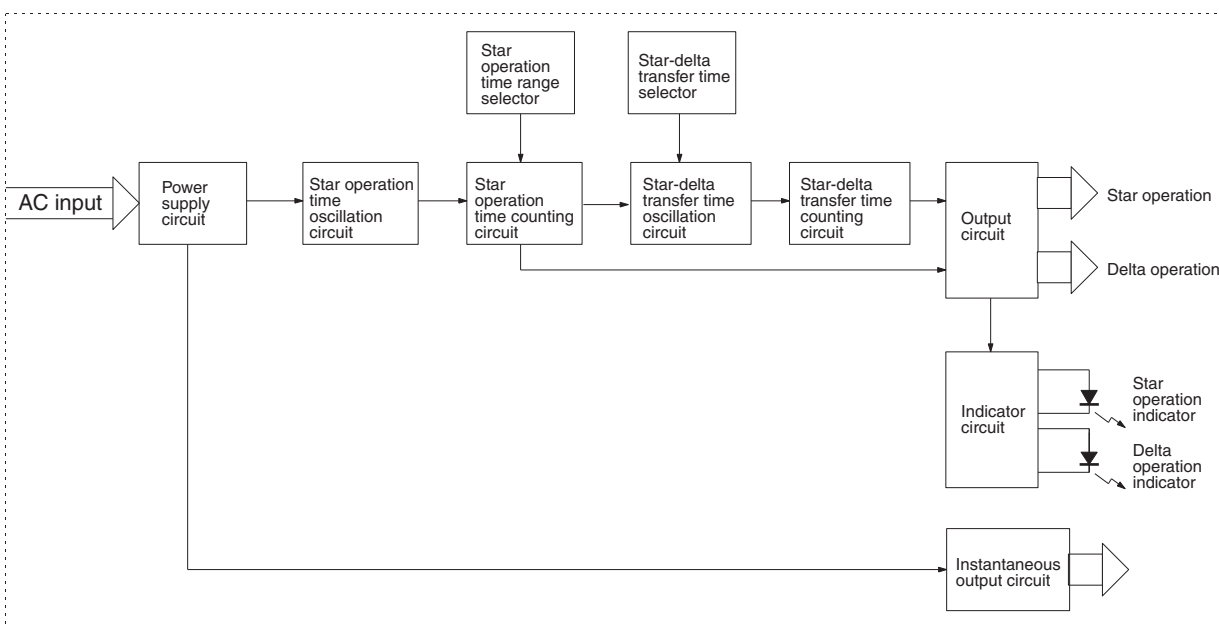 Star
operation
time range
selector
Star-delta
transfer time
selector
AC input
Power
supply
circuit
Star operation
time
oscillation
circuit
Star
operation
time counting
circuit
Star-delta
transfer time
oscillation circuit
Star-delta
transfer time
counting
circuit
Output
circuit
Star operation
Delta operation
Indicator
circuit
Star
operation
indicator
Delta
operation
indicator
Instantaneous
output circuit